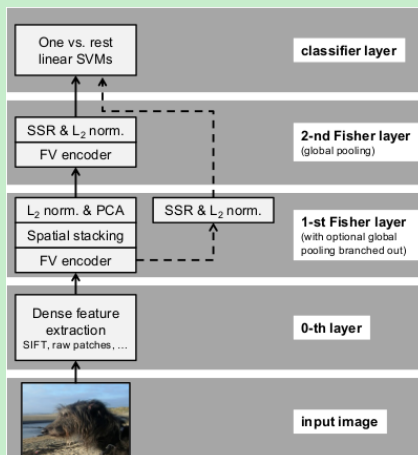 One vs. rest
linear SVMs
classifier layer
SSR & L₂ norm.
FV encoder
2-nd Fisher layer
(global pooling)
L₂ norm. & PCA
Spatial stacking
FV encoder
SSR & L₂ norm.
1-st Fisher layer
(with optional global
pooling branched out)
Dense feature
extraction
SIFT, raw patches, ...
0-th layer
input image